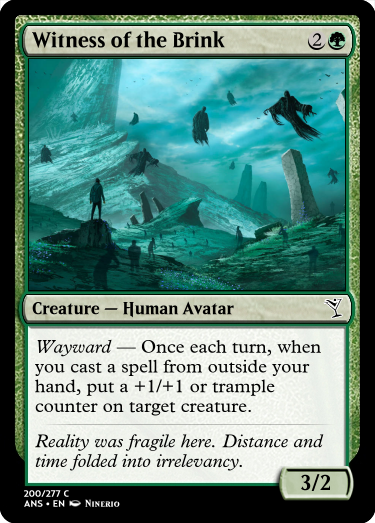 Witness of the Brink 2
Creature — Human Avatar
Wayward — Once each turn, when
you cast a spell from outside your
hand, put a +1/+1 or trample
counter on target creature.
Reality was fragile here. Distance and
time folded into irrelevancy.
3/2
200/277 C
ANS • EN Ninerio